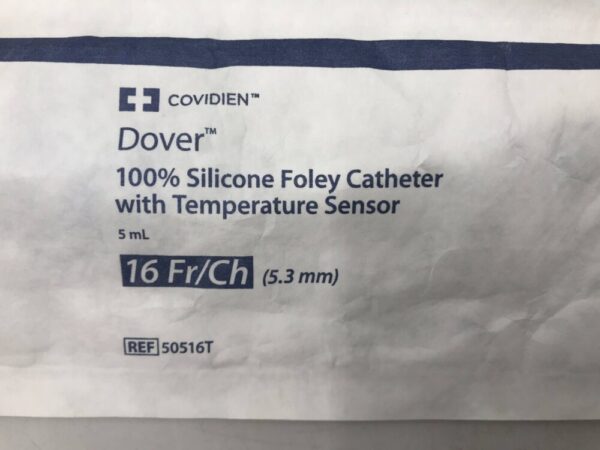 COVIDIEN™
Dover™
100% Silicone Foley Catheter
with Temperature Sensor
5 mL
16 Fr/Ch (5.3 mm)
REF 50516T